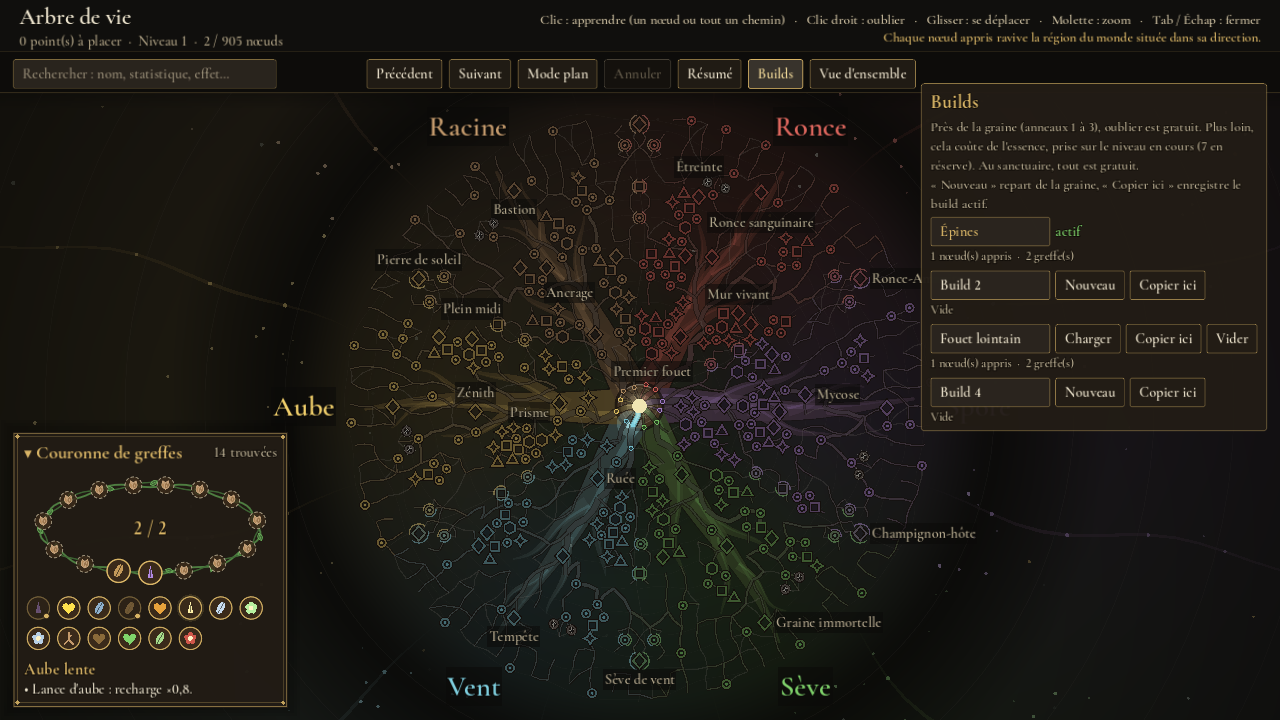 Arbre de vie
0 point(s) à placer · Niveau 1 · 2 / 905 nœuds
Clic : apprendre (un nœud ou tout un chemin) · Clic droit : oublier · Glisser : se déplacer · Molette : zoom · Tab / Échap : fermer
Chaque nœud appris ravive la région du monde située dans sa direction.
Rechercher : nom, statistique, effet...
Précédent
Suivant
Mode plan
Annuler
Résumé
Builds
Vue d'ensemble
Builds
Près de la graine (anneaux 1 à 3), oublier est gratuit. Plus loin,
cela coûte de l'essence, prise sur le niveau en cours (7 en
réserve). Au sanctuaire, tout est gratuit.
« Nouveau » repart de la graine, « Copier ici » enregistre le
build actif.
Épines
actif
1 nœud(s) appris · 2 greffe(s)
Build 2
Nouveau
Copier ici
Vide
Fouet lointain
Charger
Copier ici
Vider
1 nœud(s) appris · 2 greffe(s)
Build 4
Nouveau
Copier ici
Vide
Racine
Ronce
Étreinte
Bastion
Ronce sanguinaire
Pierre de soleil
Ronce-A
Ancrage
Mur vivant
Plein midi
Premier fouet
Zénith
Mycose
Prisme
Aube
Ruée
Champignon-hôte
Graine immortelle
Tempête
Sève de vent
Vent
Sève
▾ Couronne de greffes
14 trouvées
2 / 2
Aube lente
• Lance d'aube : recharge ×0,8.